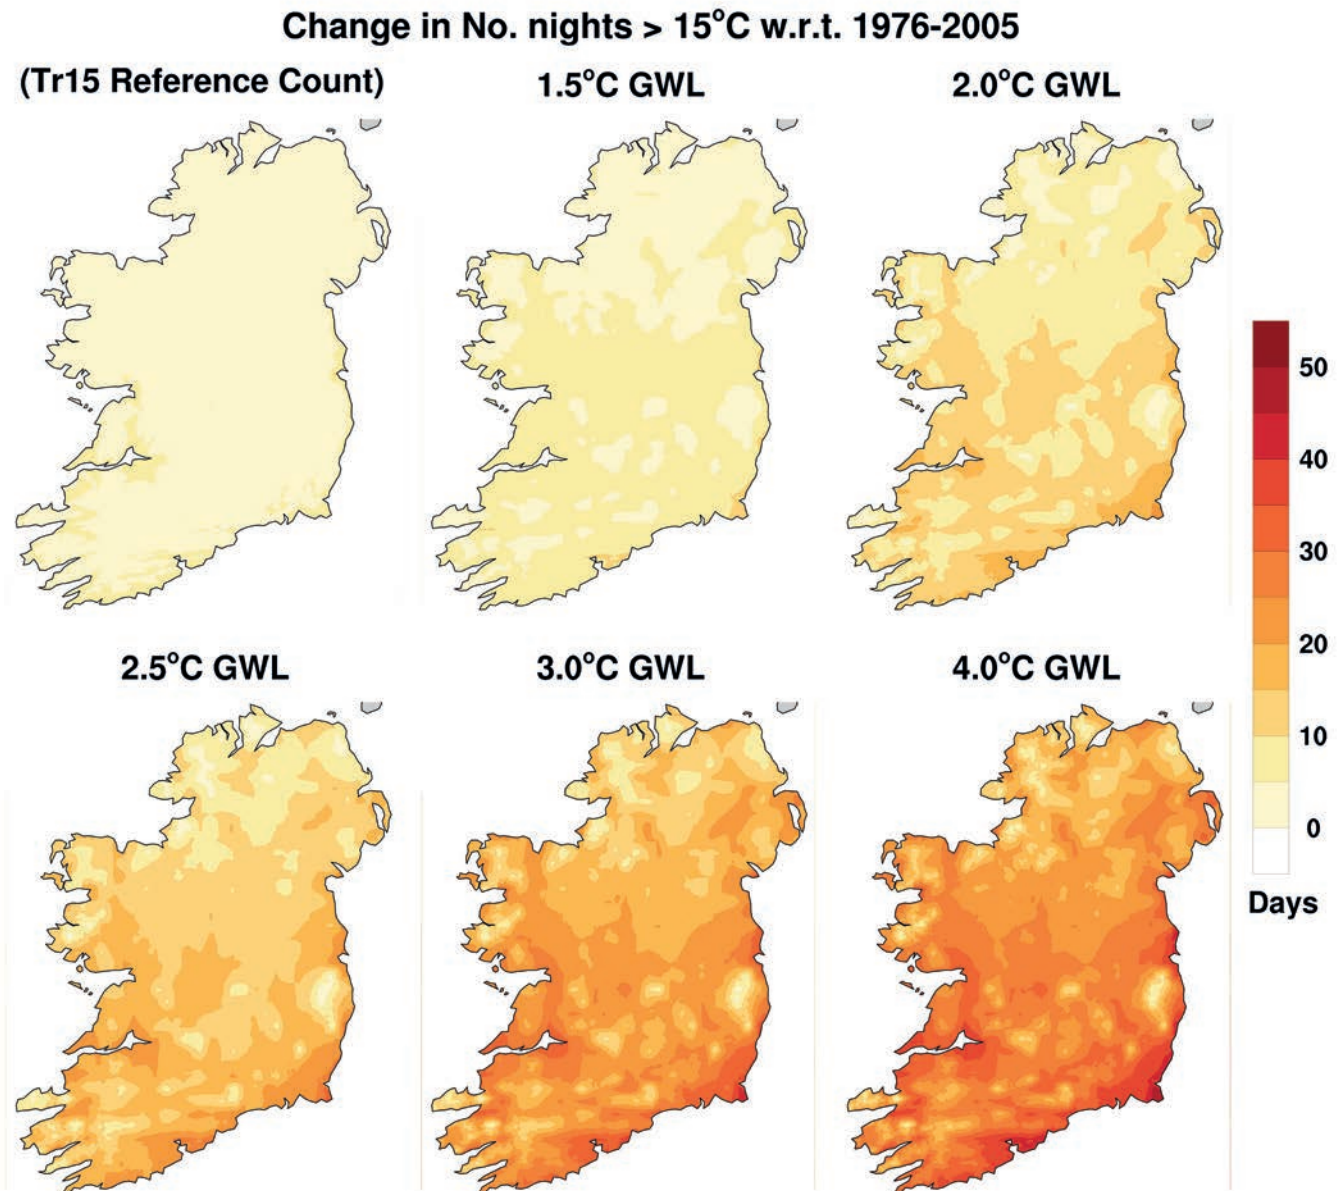 Change in No. nights > 15°C w.r.t. 1976-2005
(Tr15 Reference Count)
1.5°C GWL
2.0°C GWL
50
40
30
20
10
0
Days
2.5°C GWL
3.0°C GWL
4.0°C GWL